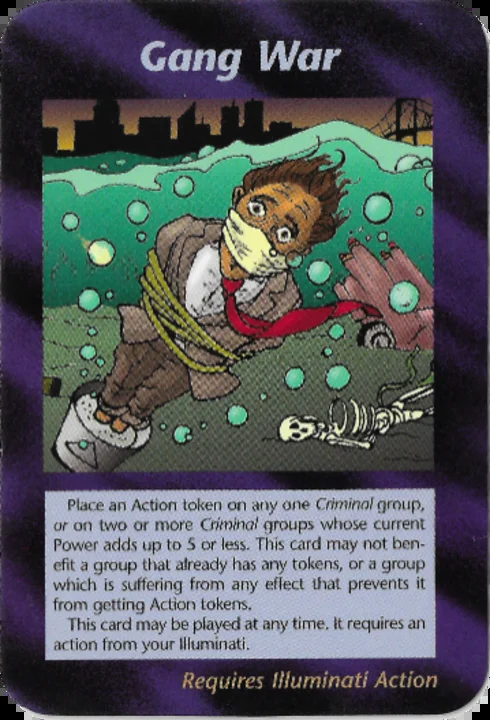 Gang War
Place an Action token on any one Criminal group,
or on two or more Criminal groups whose current
Power adds up to 5 or less. This card may not ben-
efit a group that already has any tokens, or a group
which is suffering from any effect that prevents it
from getting Action tokens.
This card may be played at any time. It requires an
action from your Illuminati.
Requires Illuminati Action